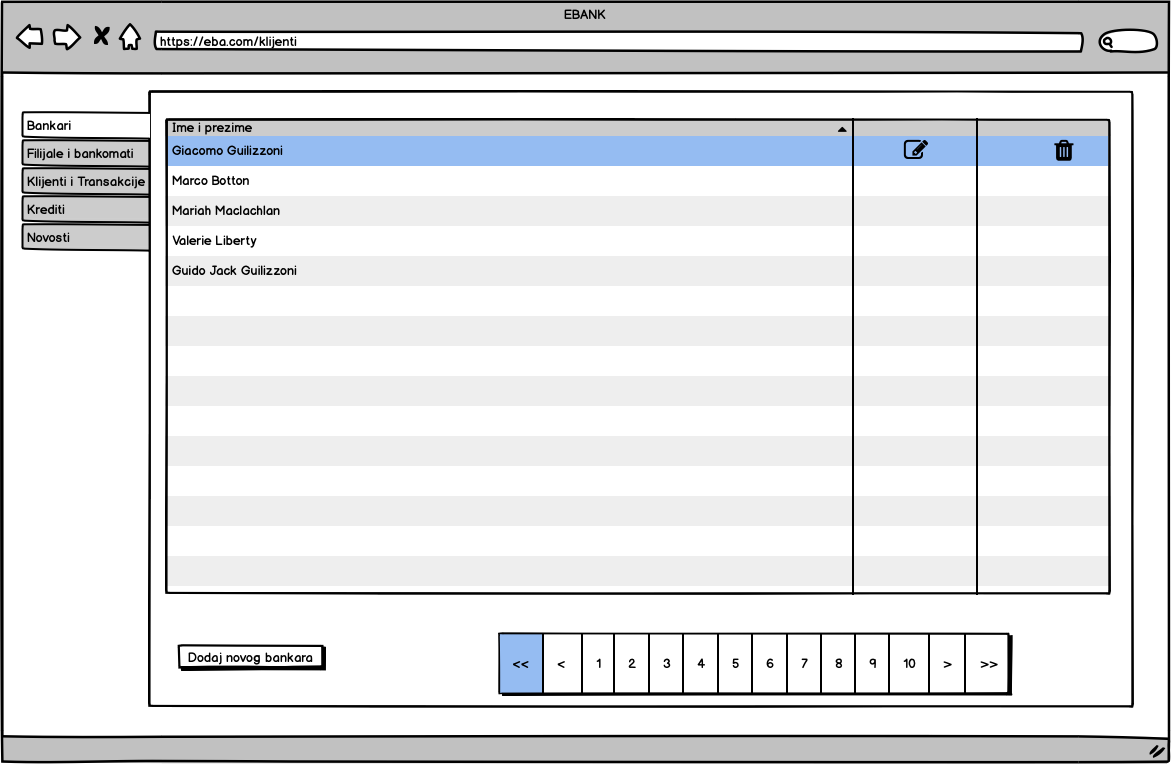 EBANK
https://eba.com/klijenti
Bankari
Filijale i bankomati
Klijenti i Transakcije
Krediti
Novosti
Ime i prezime
Giacomo Guilizzoni
Marco Botton
Mariah Maclachlan
Valerie Liberty
Guido Jack Guilizzoni
Dodaj novog bankara
<< < 1 2 3 4 5 6 7 8 9 10 > >>